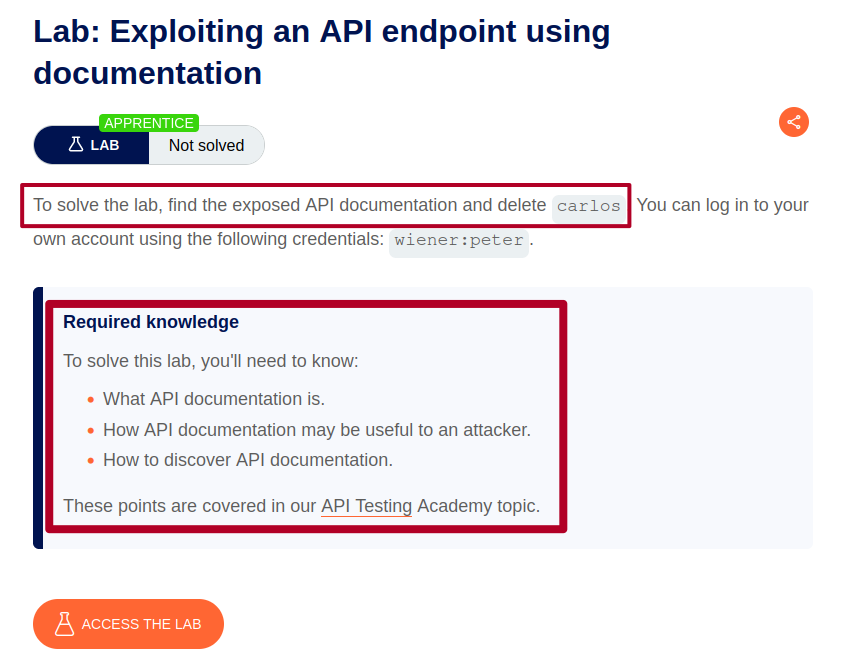 Lab: Exploiting an API endpoint using
documentation
APPRENTICE
LAB Not solved
To solve the lab, find the exposed API documentation and delete carlos You can log in to your
own account using the following credentials: wiener:peter.
Required knowledge
To solve this lab, you'll need to know:
• What API documentation is.
• How API documentation may be useful to an attacker.
• How to discover API documentation.
These points are covered in our API Testing Academy topic.
ACCESS THE LAB